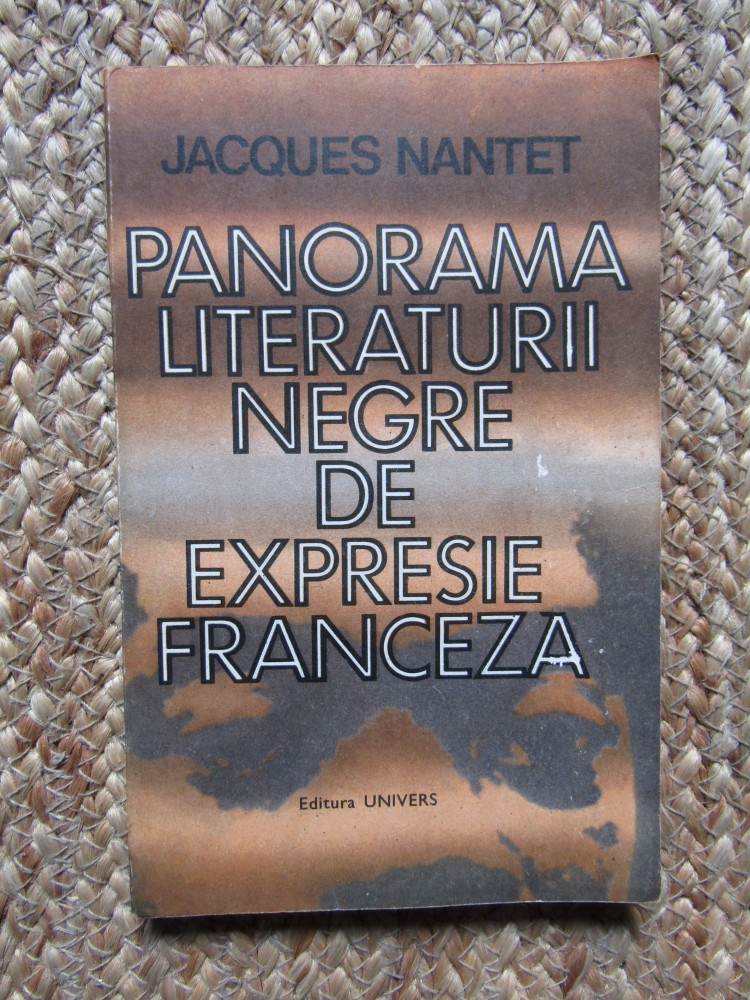 JACQUES NANTET
PANORAMA
LITERATURII
NEGRE
DE
EXPRESIE
FRANCEZA
Editura UNIVERS